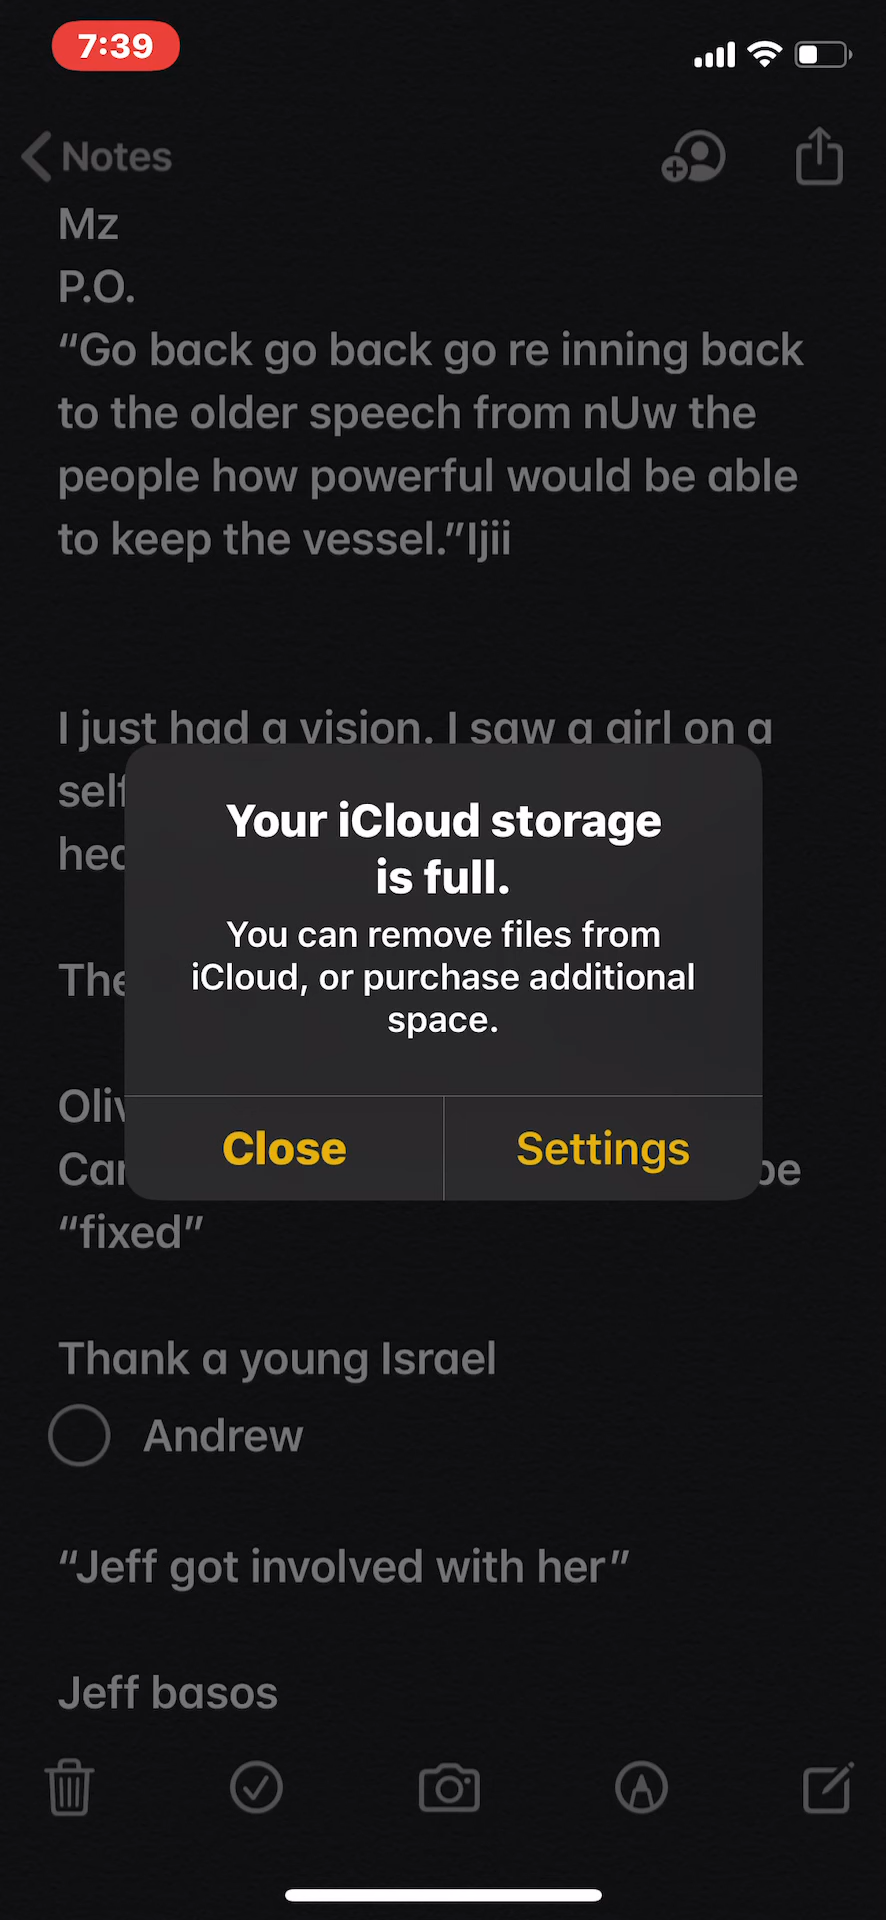 7:39
Notes
Mz
P.O.
“Go back go back go re inning back
to the older speech from nUw the
people how powerful would be able
to keep the vessel.”Ijii
I just had a vision. I saw a girl on a
Your iCloud storage
is full.
You can remove files from
iCloud, or purchase additional
space.
Close
Settings
“fixed”
Thank a young Israel
Andrew
“Jeff got involved with her”
Jeff basos